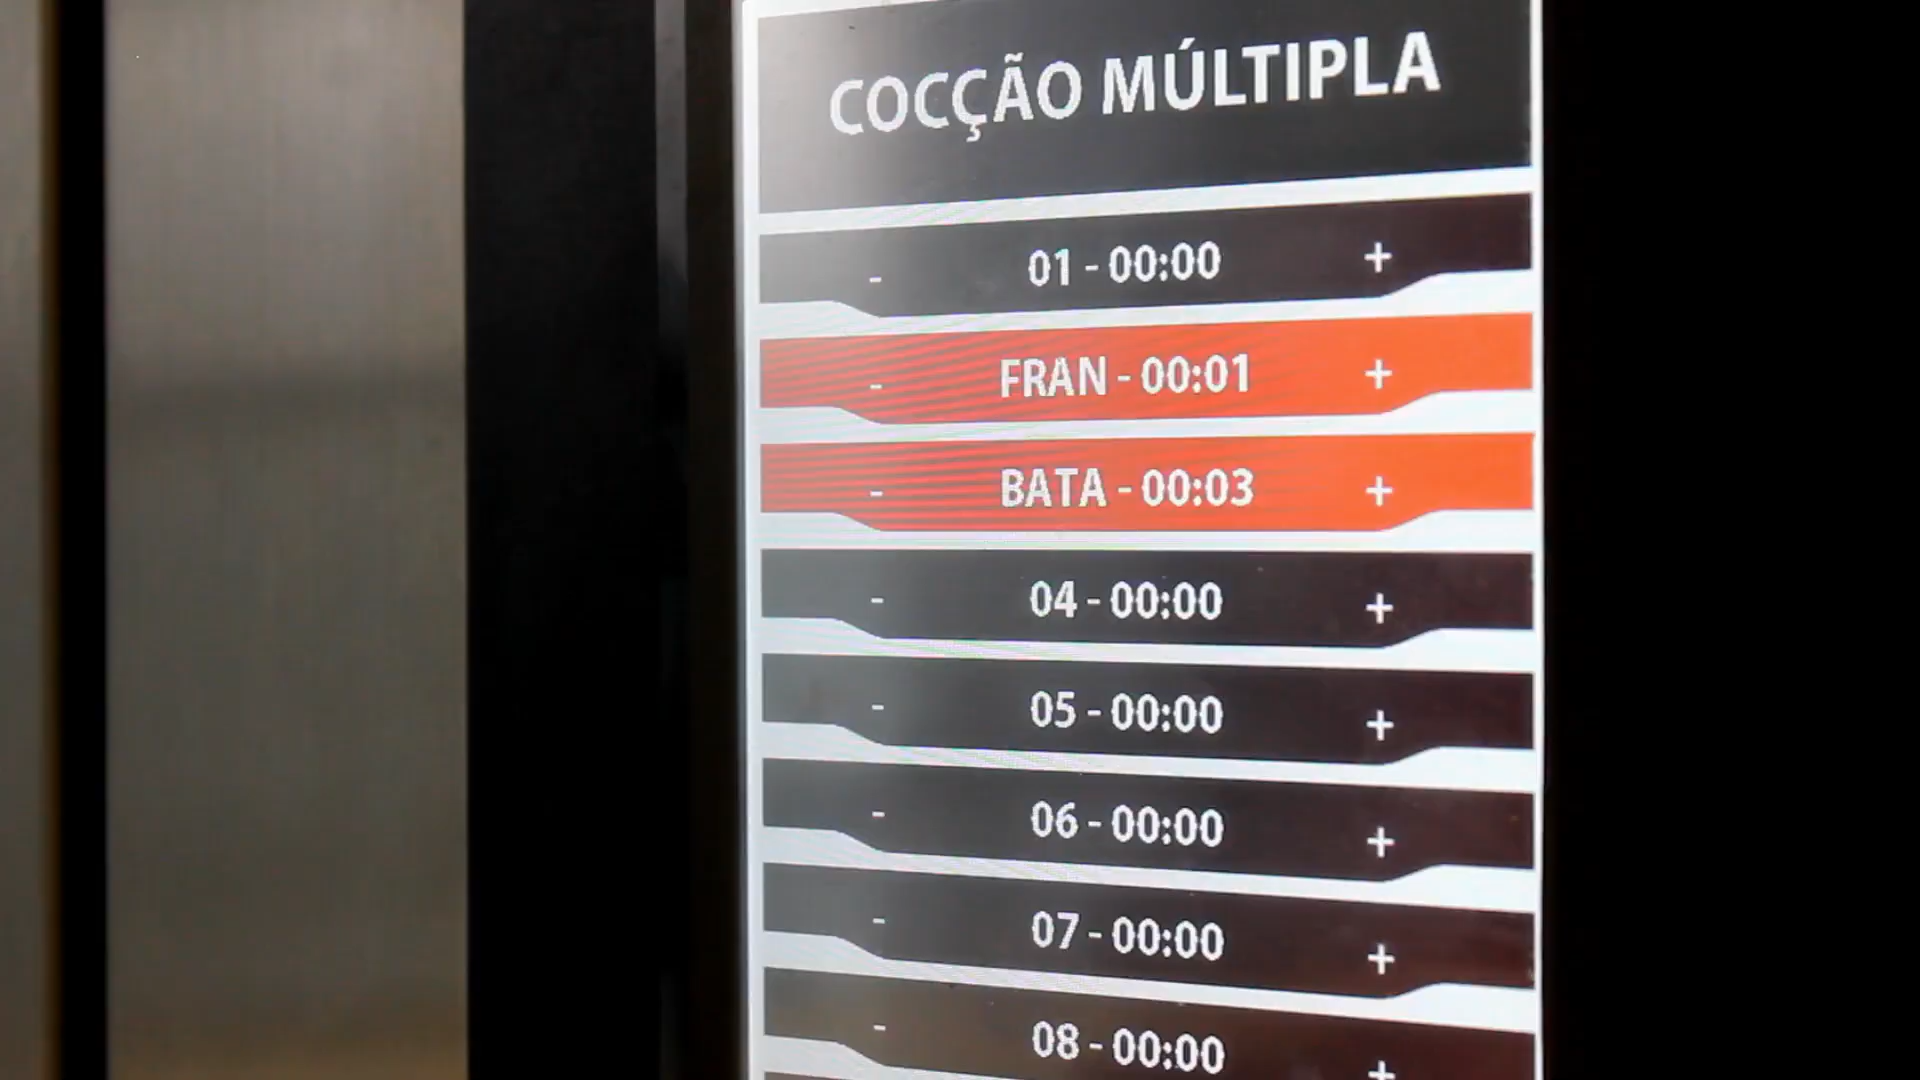 COCÇÃO MÚLTIPLA
- 01 - 00:00 +
- FRAN - 00:01 +
- BATA - 00:03 +
- 04 - 00:00 +
- 05 - 00:00 +
- 06 - 00:00 +
- 07 - 00:00 +
- 08 - 00:00 +